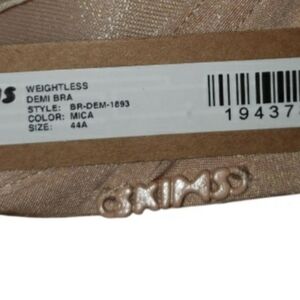 WEIGHTLESS
DEMI BRA
STYLE: BR-DEM-1893
COLOR: MICA
SIZE: 44A
19437
SKIMS